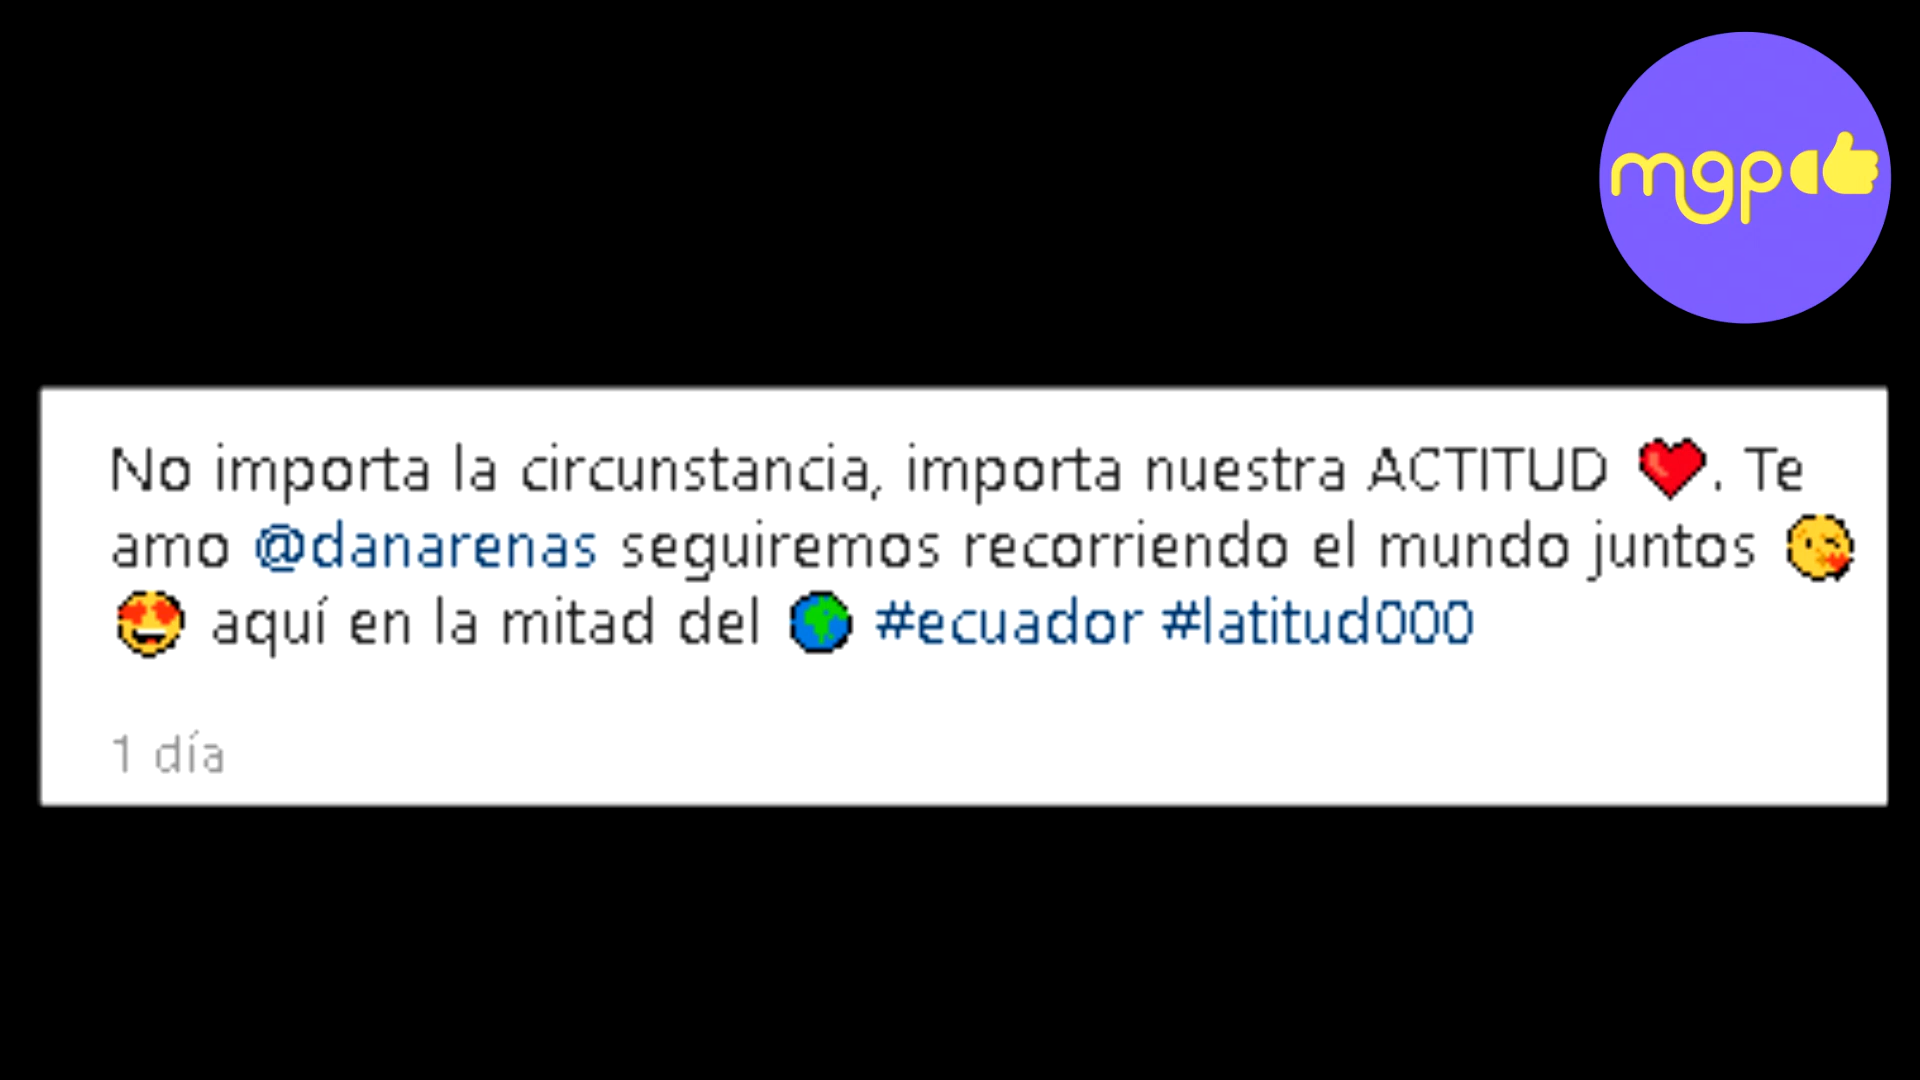 mgp
No importa la circunstancia, importa nuestra ACTITUD ❤️. Te
amo @danarenas seguiremos recorriendo el mundo juntos 😘
😍 aquí en la mitad del 🌎 #ecuador #latitud000
1 día